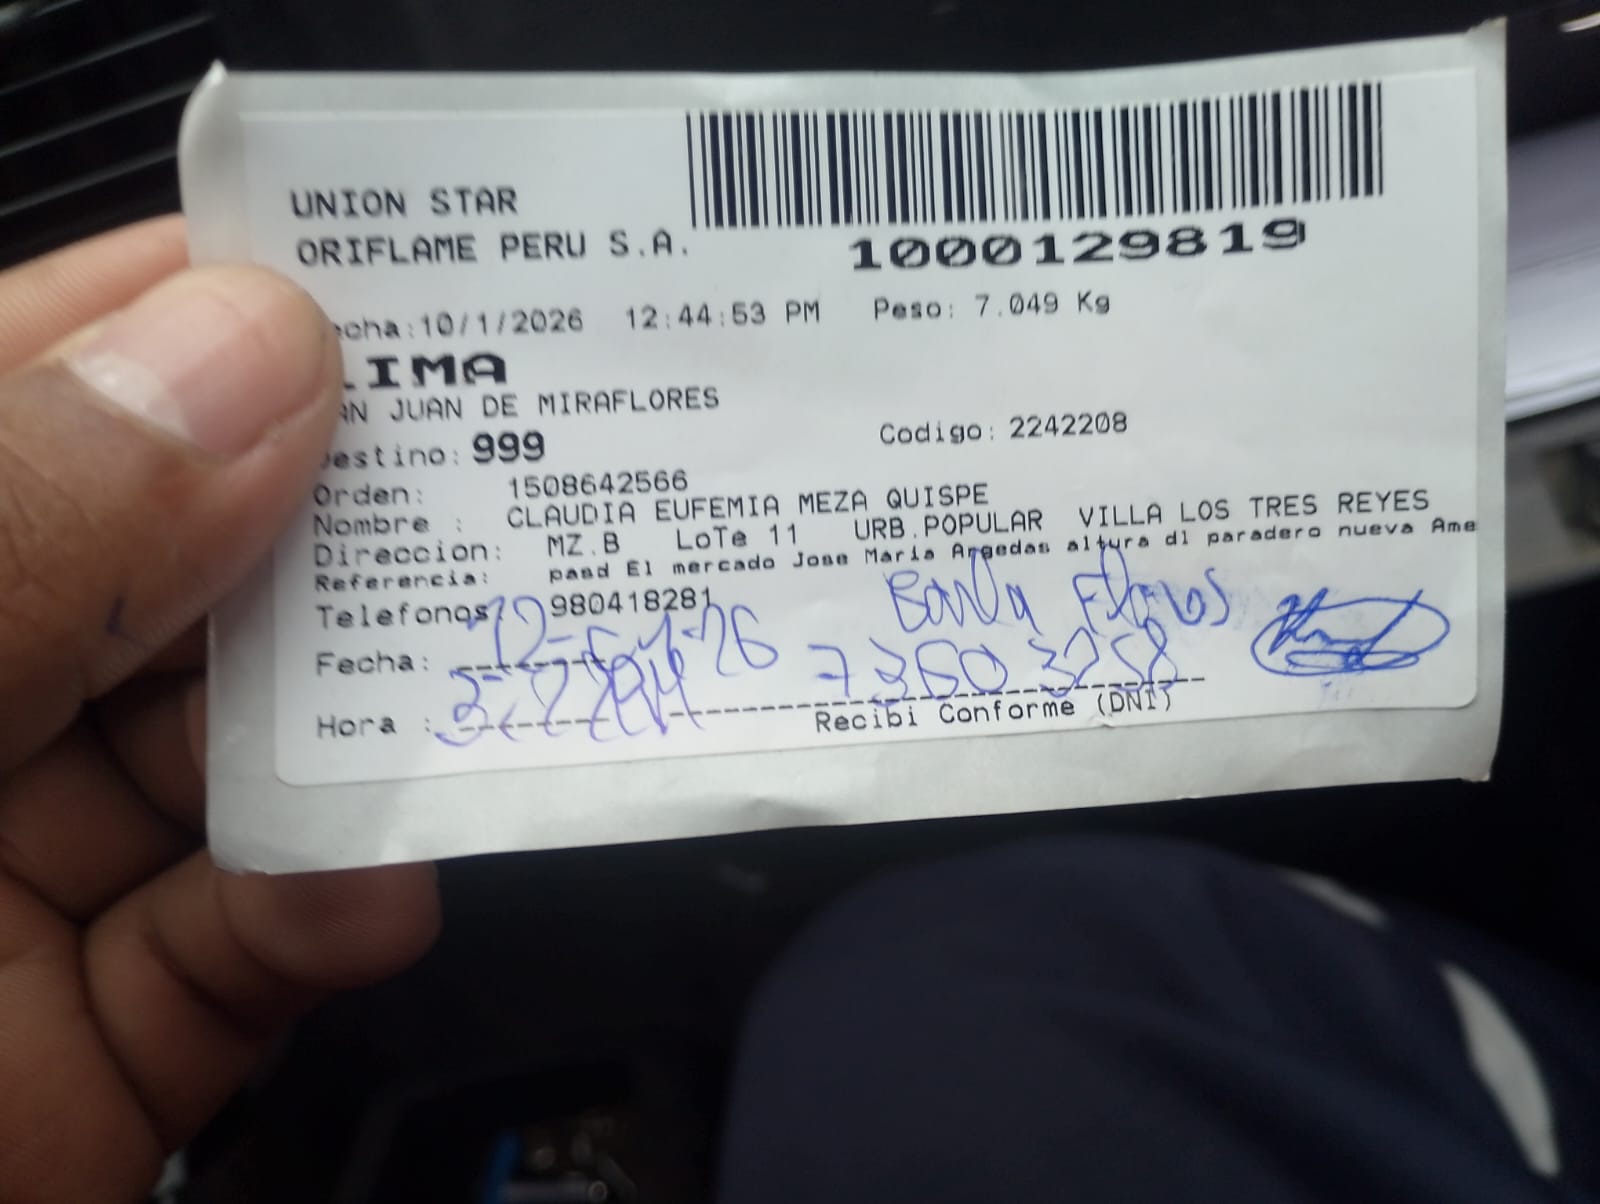 UNION STAR
ORIFLAME PERU S.A.
1000129819
echa:10/1/2026 12:44:53 PM Peso: 7.049 Kg
LIMA
AN JUAN DE MIRAFLORES
estino: 999 Codigo: 2242208
Orden: 1508642566
Nombre : CLAUDIA EUFEMIA MEZA QUISPE
Direccion: MZ.B LoTe 11 URB.POPULAR VILLA LOS TRES REYES
Referencia: pasd El mercado Jose Maria Argedas altura dl paradero nueva Ame
Telefonos: 980418281
Flores
Fecha: 12-01-26 73603258
Hora :
Recibi Conforme (DNI)